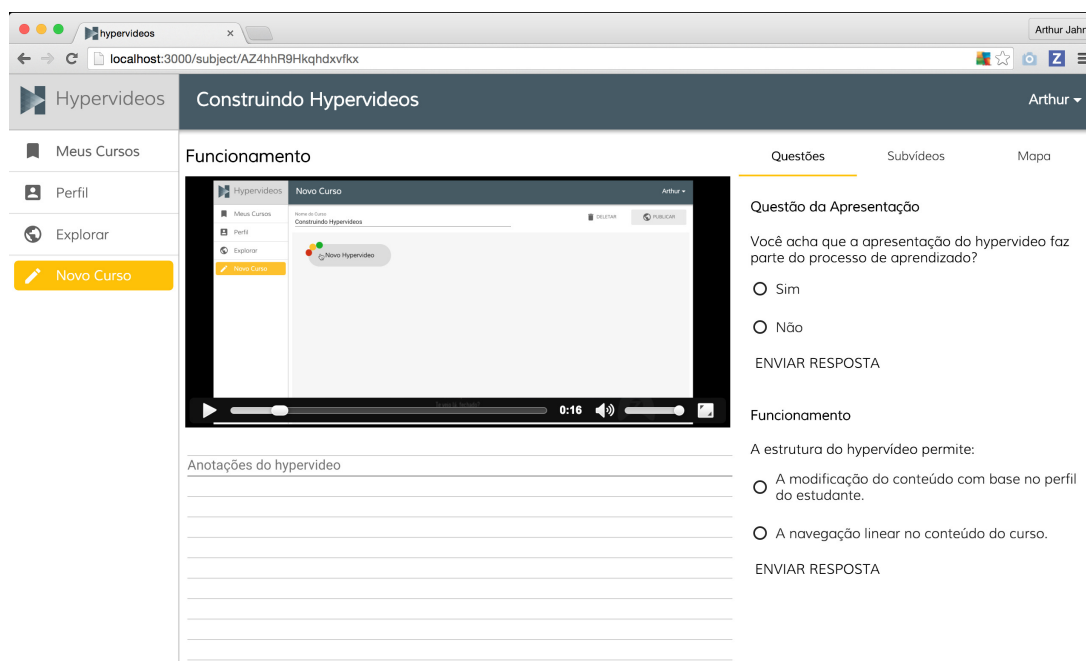 hypervideos
Arthur Jahn
localhost:3000/subject/AZ4hhR9Hkqhdxvfkx
Z
Hypervideos
Construindo Hypervideos
Arthur
Meus Cursos
Perfil
Explorar
Novo Curso
Funcionamento
Hypervideos
Novo Curso
Arthur
Meus Cursos
Perfil
Explorar
Novo Curso
Nome do Curso
Construindo Hypervideos
DELETAR
PUBLICAR
Novo Hypervideo
0:16
Anotações do hypervideo
Questões
Subvídeos
Mapa
Questão da Apresentação
Você acha que a apresentação do hypervideo faz
parte do processo de aprendizado?
Sim
Não
ENVIAR RESPOSTA
Funcionamento
A estrutura do hypervídeo permite:
A modificação do conteúdo com base no perfil
do estudante.
A navegação linear no conteúdo do curso.
ENVIAR RESPOSTA